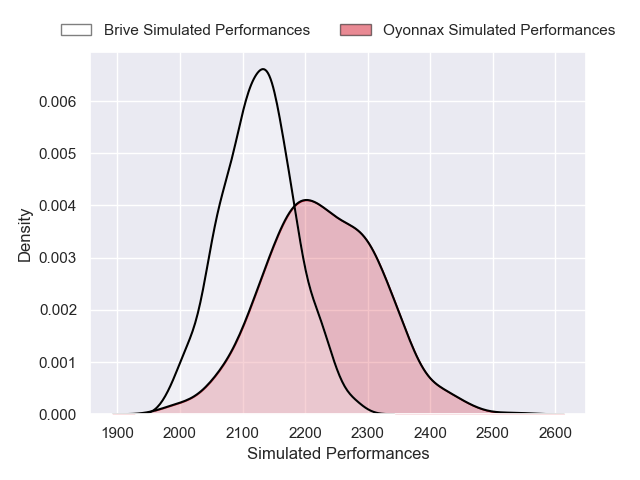 Brive Simulated Performances Oyonnax Simulated Performances
0.006
0.005
0.004
0.003
0.002
0.001
0.000
Density
1900 2000 2100 2200 2300 2400 2500 2600
Simulated Performances